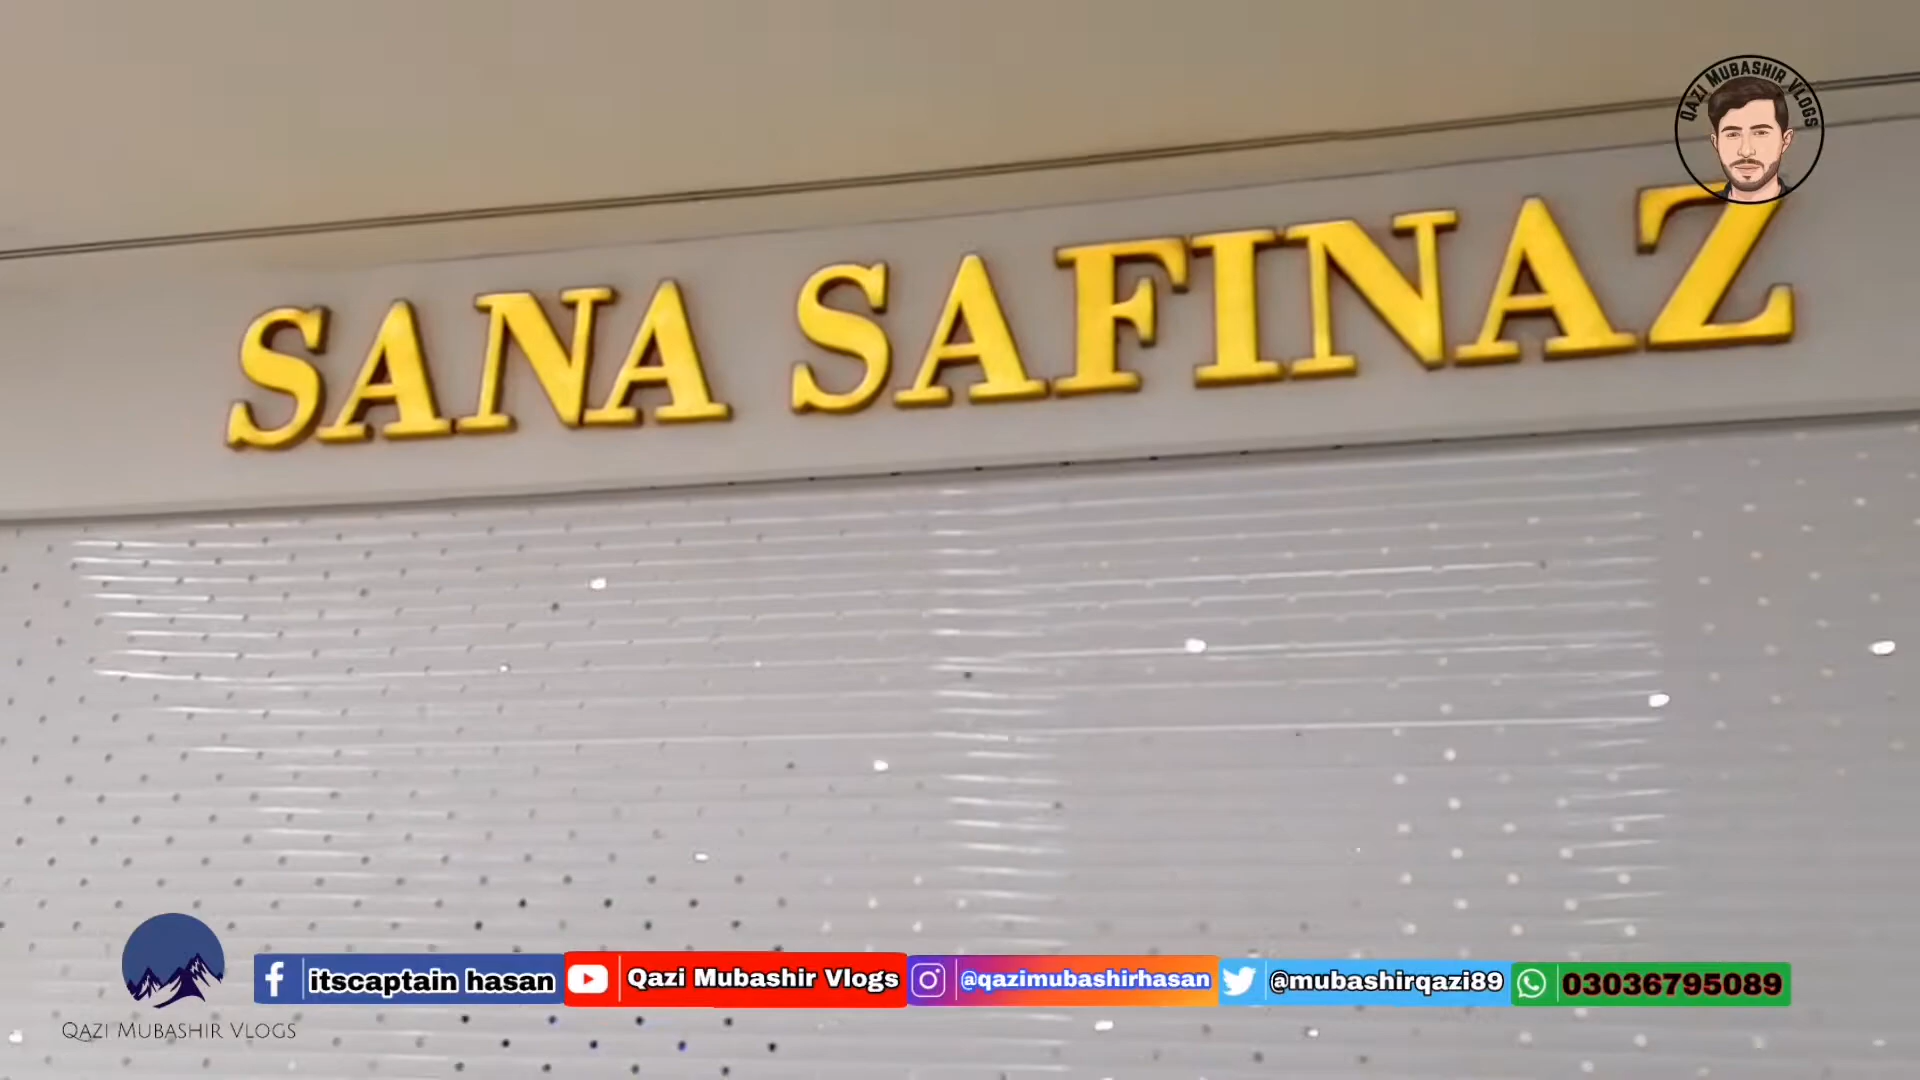 QAZI MUBASHIR VLOGS
SANA SAFINAZ
itscaptain hasan
Qazi Mubashir Vlogs
@qazimubashirhasan
@mubashirqazi89
03036795089
QAZI MUBASHIR VLOGS